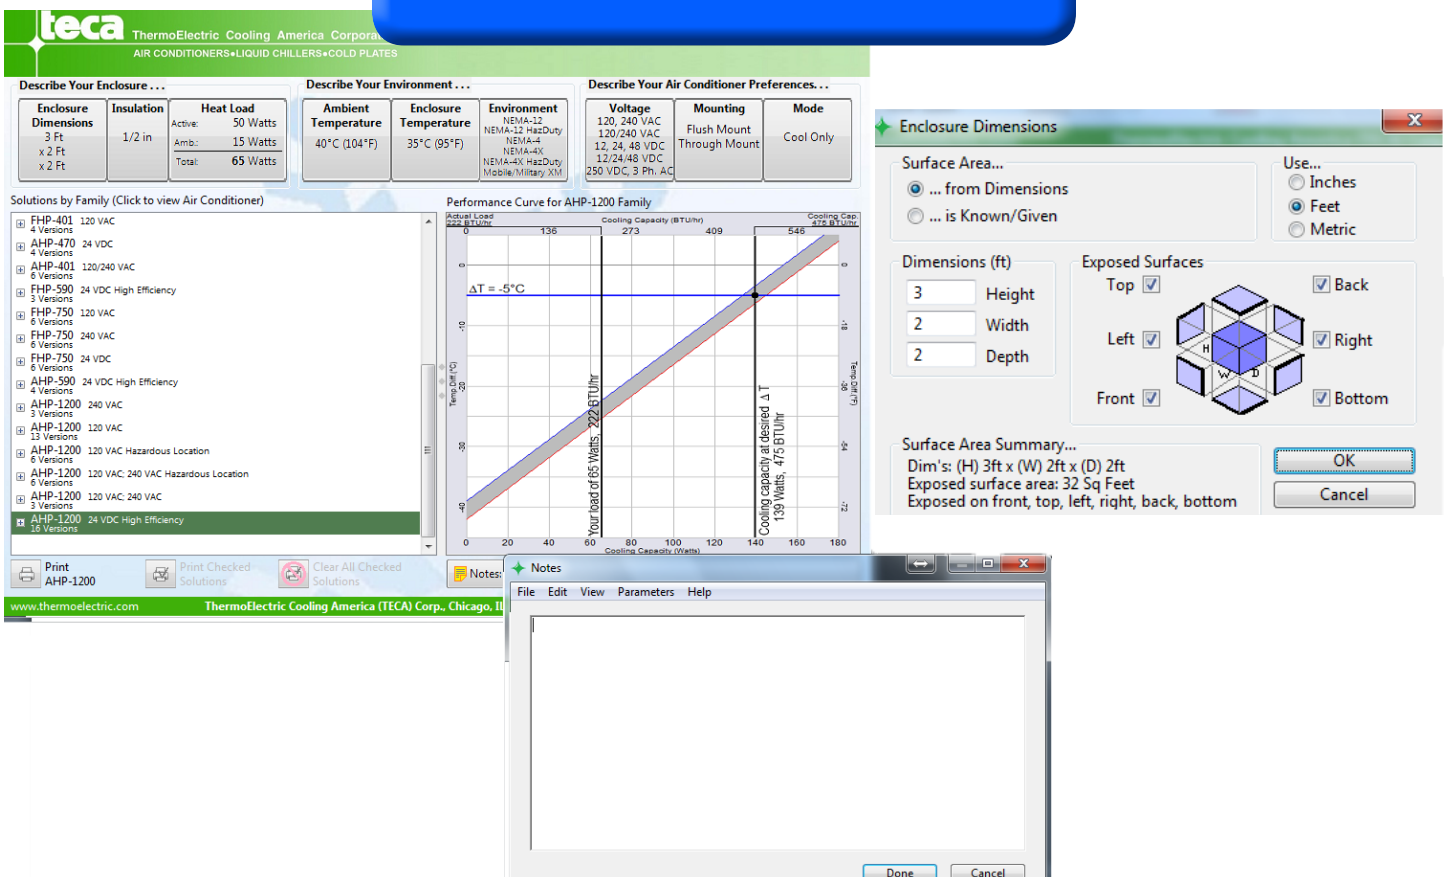 teca ThermoElectric Cooling America Corpora
AIR CONDITIONERS●LIQUID CHILLERS●COLD PLATES
Describe Your Enclosure . . .
Enclosure Dimensions
3 Ft
x 2 Ft
x 2 Ft
Insulation
1/2 in
Heat Load
Active: 50 Watts
Amb.: 15 Watts
Total: 65 Watts
Describe Your Environment . . .
Ambient Temperature
40°C (104°F)
Enclosure Temperature
35°C (95°F)
Environment
NEMA-12
NEMA-12 HazDuty
NEMA-4
NEMA-4X
NEMA-4X HazDuty
Mobile/Military XM
Describe Your Air Conditioner Preferences. . .
Voltage
120, 240 VAC
120/240 VAC
12, 24, 48 VDC
12/24/48 VDC
250 VDC, 3 Ph. AC
Mounting
Flush Mount
Through Mount
Mode
Cool Only
Solutions by Family (Click to view Air Conditioner)
FHP-401 120 VAC
4 Versions
AHP-470 24 VDC
4 Versions
AHP-401 120/240 VAC
6 Versions
FHP-590 24 VDC High Efficiency
3 Versions
FHP-750 120 VAC
6 Versions
FHP-750 240 VAC
6 Versions
FHP-750 24 VDC
6 Versions
AHP-590 24 VDC High Efficiency
4 Versions
AHP-1200 240 VAC
3 Versions
AHP-1200 120 VAC
13 Versions
AHP-1200 120 VAC Hazardous Location
6 Versions
AHP-1200 120 VAC; 240 VAC Hazardous Location
6 Versions
AHP-1200 120 VAC; 240 VAC
3 Versions
AHP-1200 24 VDC High Efficiency
16 Versions
Performance Curve for AHP-1200 Family
Actual Load
222 BTU/hr
Cooling Capacity (BTU/hr)
Cooling Cap.
475 BTU/hr
0 136 273 409 546
ΔT = -5°C
0 -10 -20 -30 -40
Temp.Diff.(°C)
0 -18 -36 -54 -72
Temp Diff.(°F)
Your load of 65 Watts, 222 BTU/hr
Cooling capacity at desired Δ T
139 Watts, 475 BTU/hr
0 20 40 60 80 100 120 140 160 180
Cooling Capacity (Watts)
Print
AHP-1200
Print Checked
Solutions
Clear All Checked
Solutions
Notes:
www.thermoelectric.com
ThermoElectric Cooling America (TECA) Corp., Chicago, IL
Enclosure Dimensions
Surface Area...
... from Dimensions
... is Known/Given
Use...
Inches
Feet
Metric
Dimensions (ft)
3 Height
2 Width
2 Depth
Exposed Surfaces
Top
Back
Left
Right
Front
Bottom
H
W D
Surface Area Summary...
Dim's: (H) 3ft x (W) 2ft x (D) 2ft
Exposed surface area: 32 Sq Feet
Exposed on front, top, left, right, back, bottom
OK
Cancel
Notes
File Edit View Parameters Help
Done Cancel